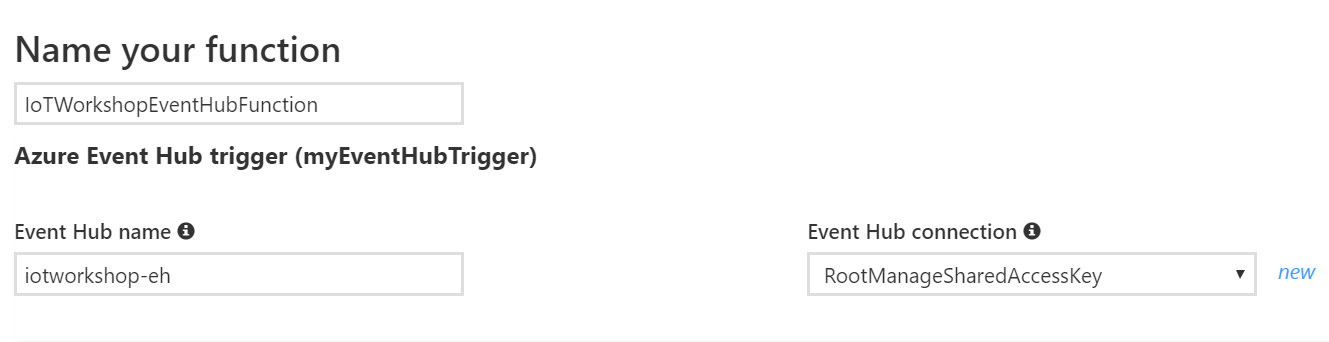 Name your function
IoTWorkshopEventHubFunction
Azure Event Hub trigger (myEventHubTrigger)
Event Hub name
Event Hub connection
iotworkshop-eh
RootManageSharedAccessKey
new